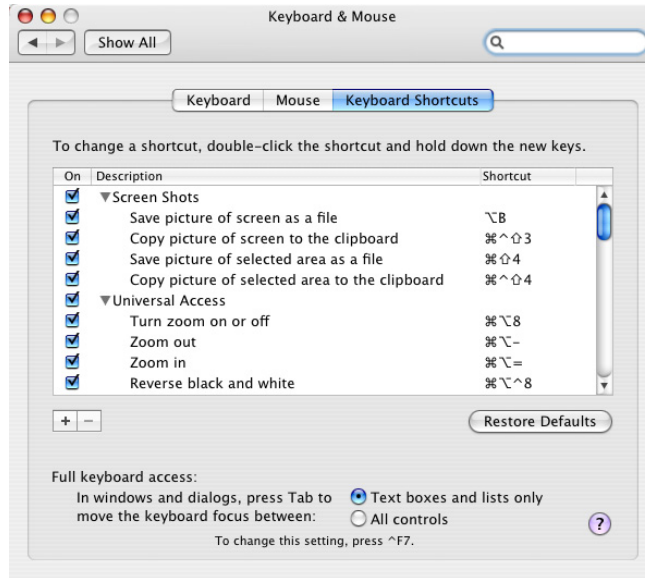 Keyboard & Mouse
Show All
Keyboard Mouse Keyboard Shortcuts
To change a shortcut, double-click the shortcut and hold down the new keys.
On Description Shortcut
▼Screen Shots
Save picture of screen as a file ⌥B
Copy picture of screen to the clipboard ⌘^⇧3
Save picture of selected area as a file ⌘⇧4
Copy picture of selected area to the clipboard ⌘^⇧4
▼Universal Access
Turn zoom on or off ⌘⌥8
Zoom out ⌘⌥-
Zoom in ⌘⌥=
Reverse black and white ⌘⌥^8
+ −
Restore Defaults
Full keyboard access:
In windows and dialogs, press Tab to Text boxes and lists only
move the keyboard focus between: All controls
?
To change this setting, press ^F7.